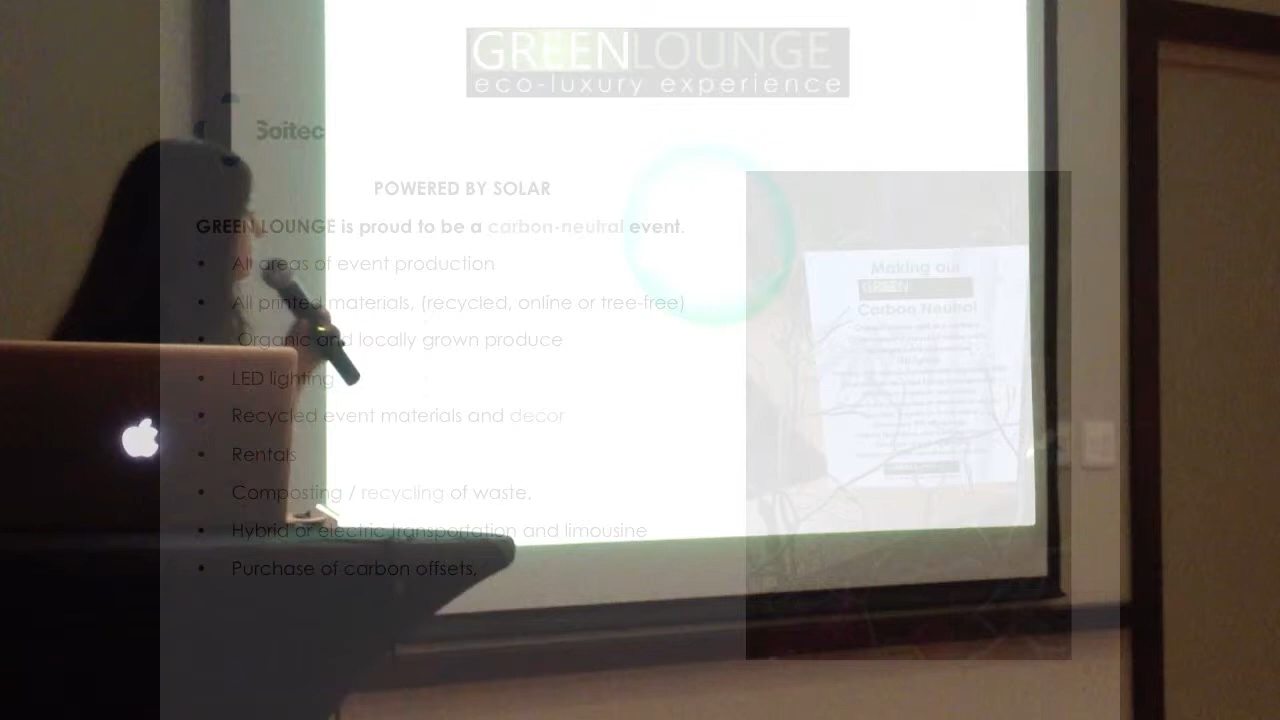 GREENLOUNGE
eco-luxury experience
Soitec
POWERED BY SOLAR
GREEN LOUNGE is proud to be a carbon-neutral event.
• All areas of event production
• All printed materials, (recycled, online or tree-free)
• Organic and locally grown produce
• LED lighting
• Recycled event materials and decor
• Rentals
• Composting / recycling of waste,
• Hybrid or electric transportation and limousine
• Purchase of carbon offsets,
Making our
GREEN
Carbon Neutral